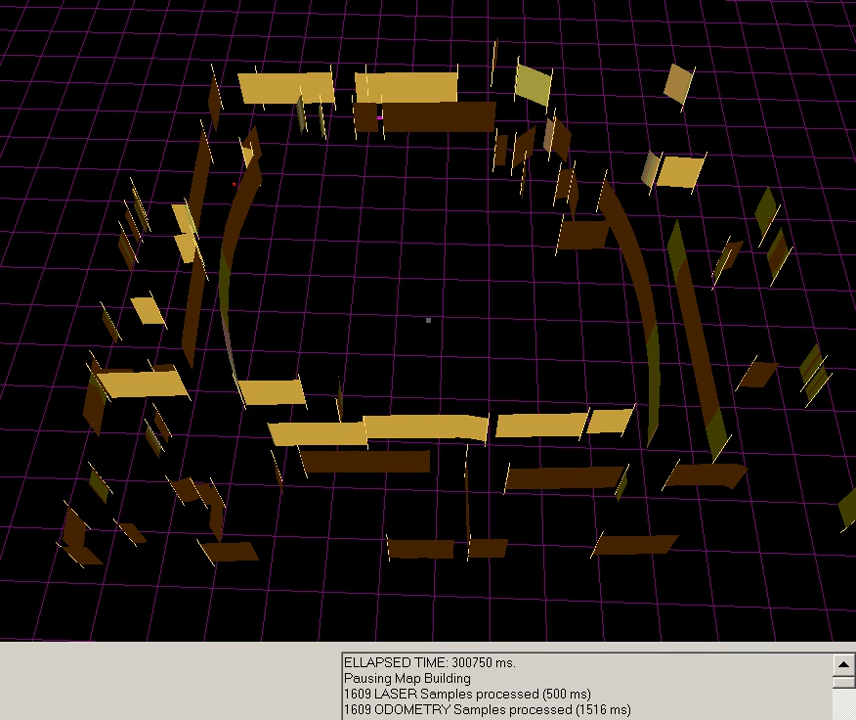 ELLAPSED TIME: 300750 ms.
Pausing Map Building
1609 LASER Samples processed (500 ms)
1609 ODOMETRY Samples processed (1516 ms)